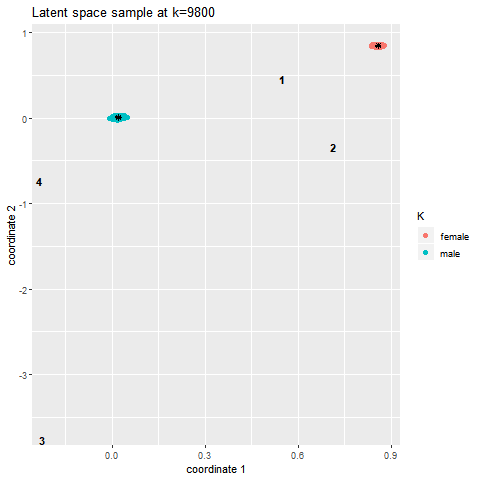 Latent space sample at k=9800
1
0
-1
-2
-3
coordinate 2
1
2
4
3
*
*
0.0
0.3
0.6
0.9
coordinate 1
K
female
male